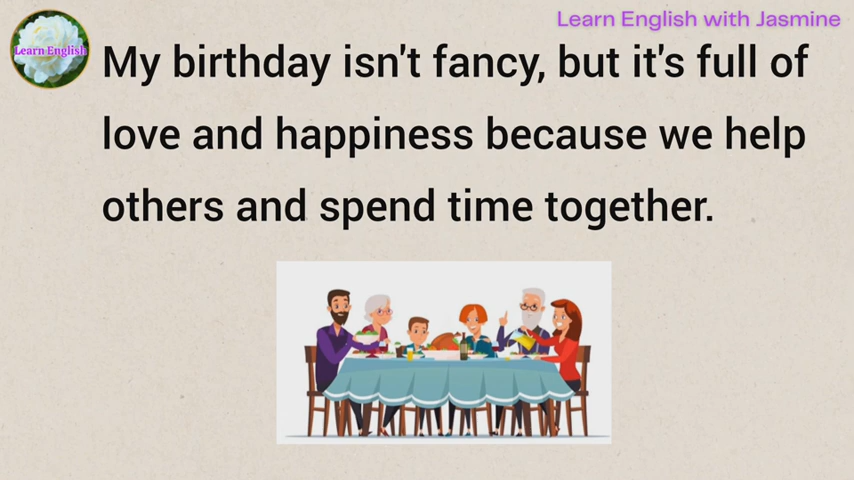 Learn English with Jasmine
Learn English
My birthday isn't fancy, but it's full of
love and happiness because we help
others and spend time together.